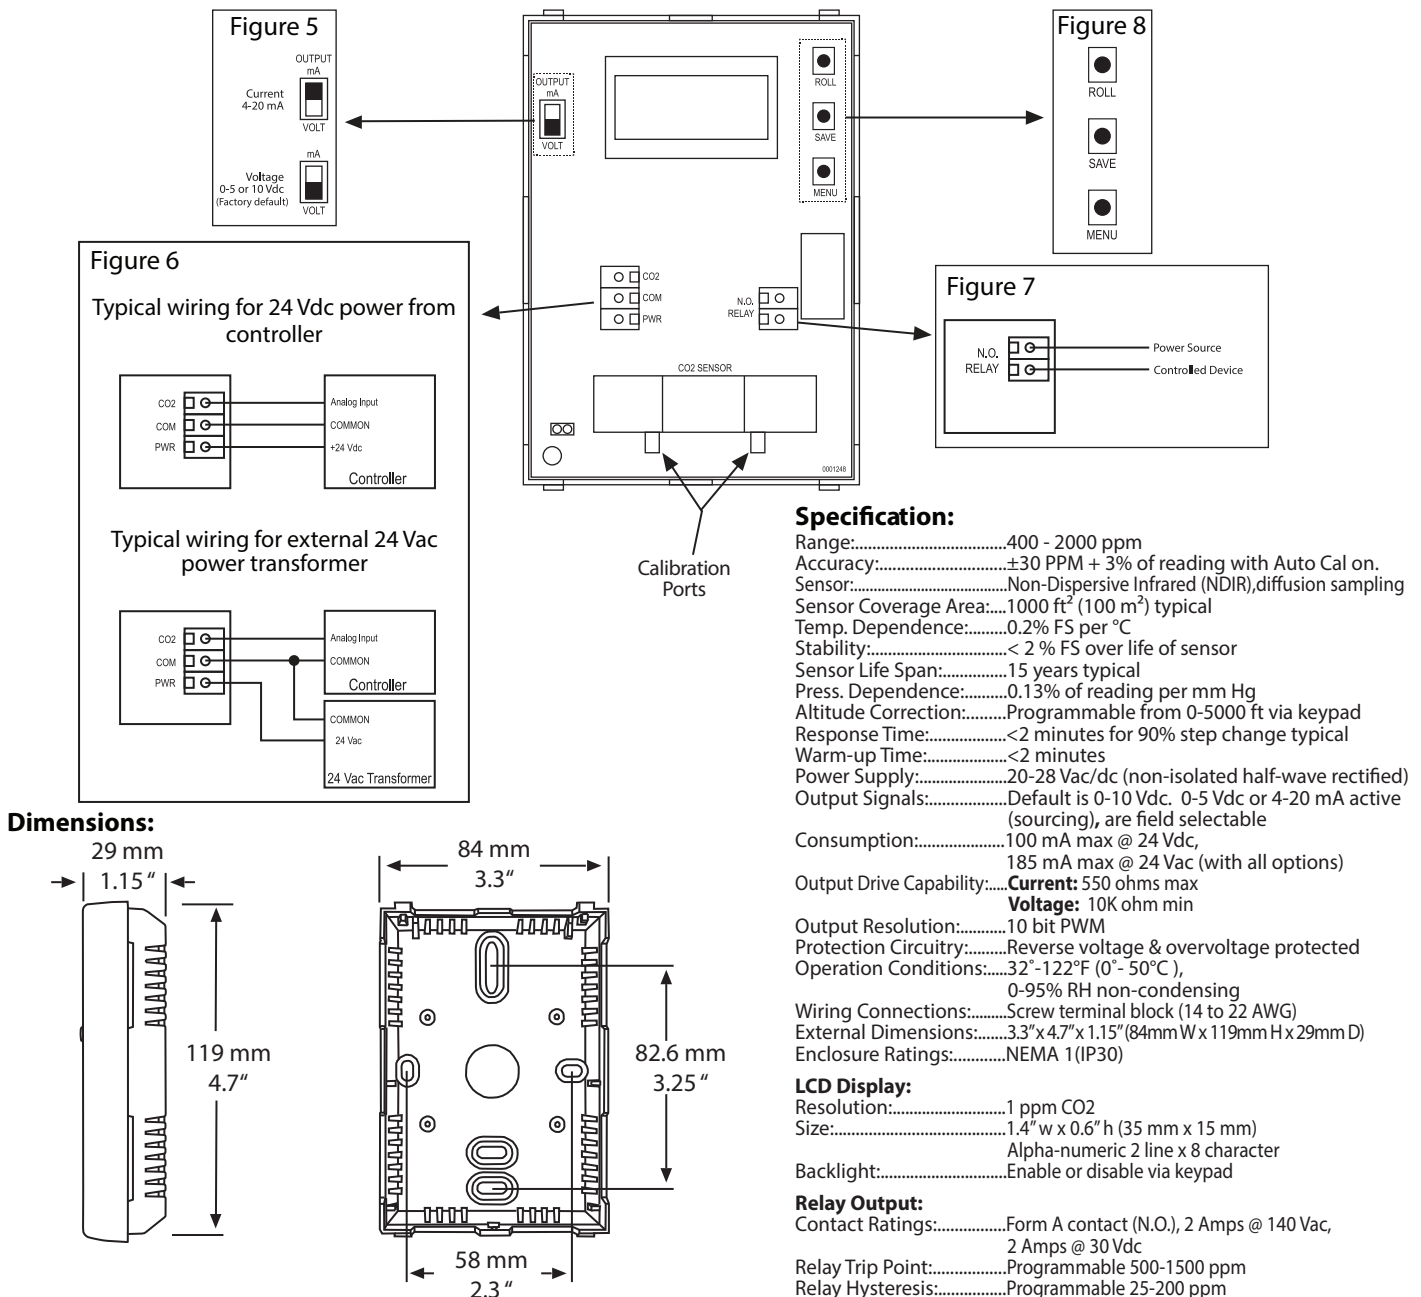 Figure 5
OUTPUT
mA
Current
4-20 mA
VOLT
mA
Voltage
0-5 or 10 Vdc
(Factory default)
VOLT
OUTPUT
mA
VOLT
ROLL
SAVE
MENU
CO2
COM
PWR
N.O.
RELAY
CO2 SENSOR
0001248
Calibration
Ports
Figure 8
ROLL
SAVE
MENU
Figure 6
Typical wiring for 24 Vdc power from
controller
CO2
COM
PWR
Analog Input
COMMON
+24 Vdc
Controller
Typical wiring for external 24 Vac
power transformer
CO2
COM
PWR
Analog Input
COMMON
Controller
COMMON
24 Vac
24 Vac Transformer
Figure 7
N.O.
RELAY
Power Source
Controlled Device
Dimensions:
29 mm
1.15 “
119 mm
4.7“
84 mm
3.3“
82.6 mm
3.25 “
58 mm
2.3 “
Specification:
Range:..................................400 - 2000 ppm
Accuracy:............................±30 PPM + 3% of reading with Auto Cal on.
Sensor:.....................................Non-Dispersive Infrared (NDIR),diffusion sampling
Sensor Coverage Area:....1000 ft² (100 m²) typical
Temp. Dependence:.........0.2% FS per °C
Stability:...............................< 2 % FS over life of sensor
Sensor Life Span:..............15 years typical
Press. Dependence:..........0.13% of reading per mm Hg
Altitude Correction:.........Programmable from 0-5000 ft via keypad
Response Time:.................<2 minutes for 90% step change typical
Warm-up Time:..................<2 minutes
Power Supply:...................20-28 Vac/dc (non-isolated half-wave rectified)
Output Signals:..................Default is 0-10 Vdc.  0-5 Vdc or 4-20 mA active
(sourcing), are field selectable
Consumption:....................100 mA max @ 24 Vdc,
185 mA max @ 24 Vac (with all options)
Output Drive Capability:.....Current: 550 ohms max
Voltage:  10K ohm min
Output Resolution:...........10 bit PWM
Protection Circuitry:.........Reverse voltage & overvoltage protected
Operation Conditions:.....32˚-122°F (0˚- 50°C ),
0-95% RH non-condensing
Wiring Connections:.........Screw terminal block (14 to 22 AWG)
External Dimensions:.......3.3”x 4.7”x 1.15”(84mm W x 119mm H x 29mm D)
Enclosure Ratings:............NEMA 1(IP30)
LCD Display:
Resolution:..........................1 ppm CO2
Size:.......................................1.4”w x 0.6”h (35 mm x 15 mm)
Alpha-numeric 2 line x 8 character
Backlight:............................Enable or disable via keypad
Relay Output:
Contact Ratings:................Form A contact (N.O.), 2 Amps @ 140 Vac,
2 Amps @ 30 Vdc
Relay Trip Point:.................Programmable 500-1500 ppm
Relay Hysteresis:................Programmable 25-200 ppm